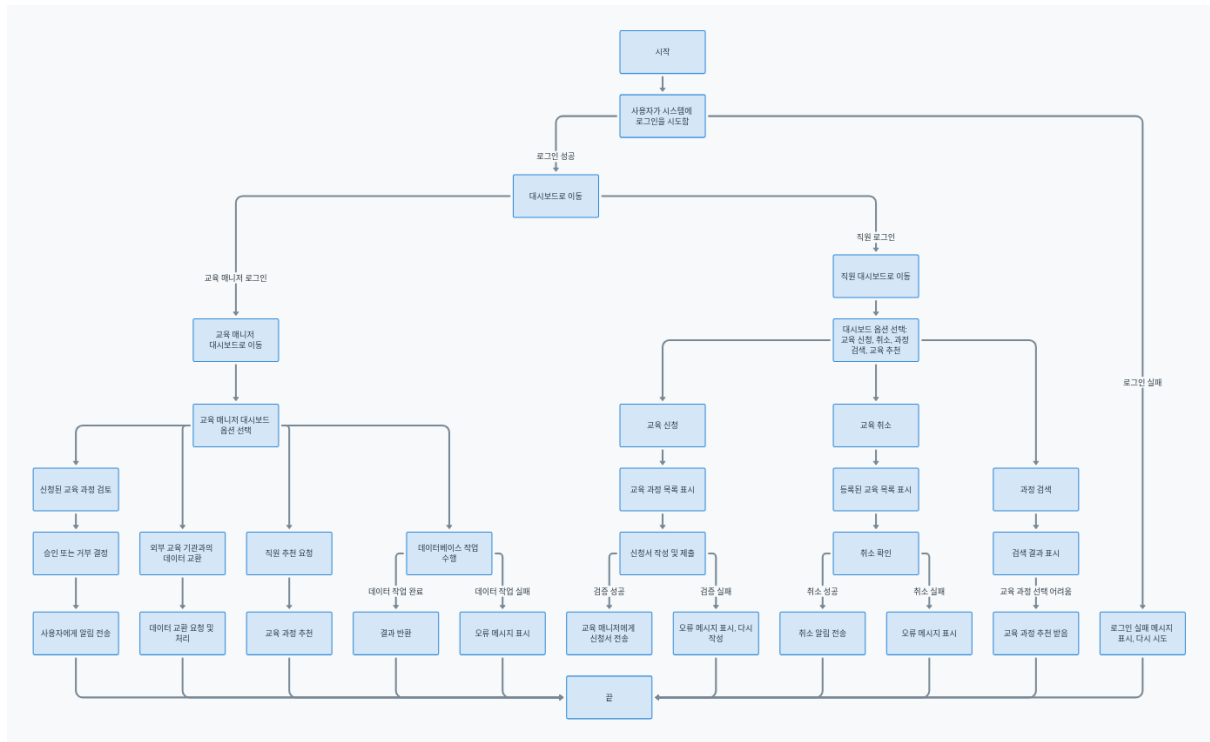 시작
사용자가 시스템에
로그인을 시도함
로그인 성공
대시보드로 이동
직원 로그인
교육 매니저 로그인
직원 대시보드로 이동
교육 매니저
대시보드로 이동
대시보드 옵션 선택:
교육 신청, 취소, 과정
검색, 교육 추천
로그인 실패
교육 매니저 대시보드
옵션 선택
교육 신청
교육 취소
신청된 교육 과정 검토
교육 과정 목록 표시
등록된 교육 목록 표시
과정 검색
승인 또는 거부 결정
외부 교육 기관과의
데이터 교환
직원 추천 요청
데이터베이스 작업
수행
신청서 작성 및 제출
취소 확인
검색 결과 표시
데이터 작업 완료
데이터 작업 실패
검증 성공
검증 실패
취소 성공
취소 실패
교육 과정 선택 어려움
사용자에게 알림 전송
데이터 교환 요청 및
처리
교육 과정 추천
결과 반환
오류 메시지 표시
교육 매니저에게
신청서 전송
오류 메시지 표시, 다시
작성
취소 알림 전송
오류 메시지 표시
교육 과정 추천 받음
로그인 실패 메시지
표시, 다시 시도
끝